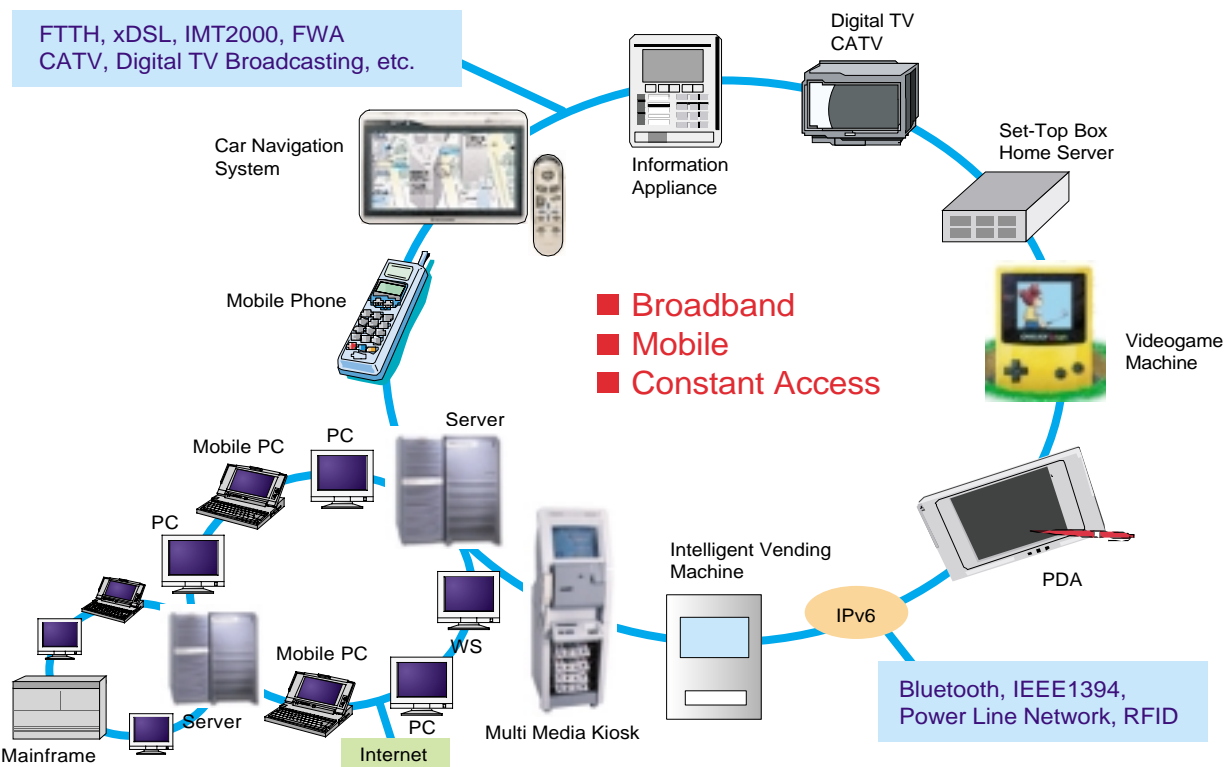 FTTH, xDSL, IMT2000, FWA
CATV, Digital TV Broadcasting, etc.
Digital TV
CATV
Car Navigation
System
Information
Appliance
Set-Top Box
Home Server
Mobile Phone
Broadband
Mobile
Constant Access
Videogame
Machine
Server
PC
Mobile PC
PC
Intelligent Vending
Machine
PDA
IPv6
WS
Mobile PC
Server
PC
Multi Media Kiosk
Mainframe
Internet
Bluetooth, IEEE1394,
Power Line Network, RFID